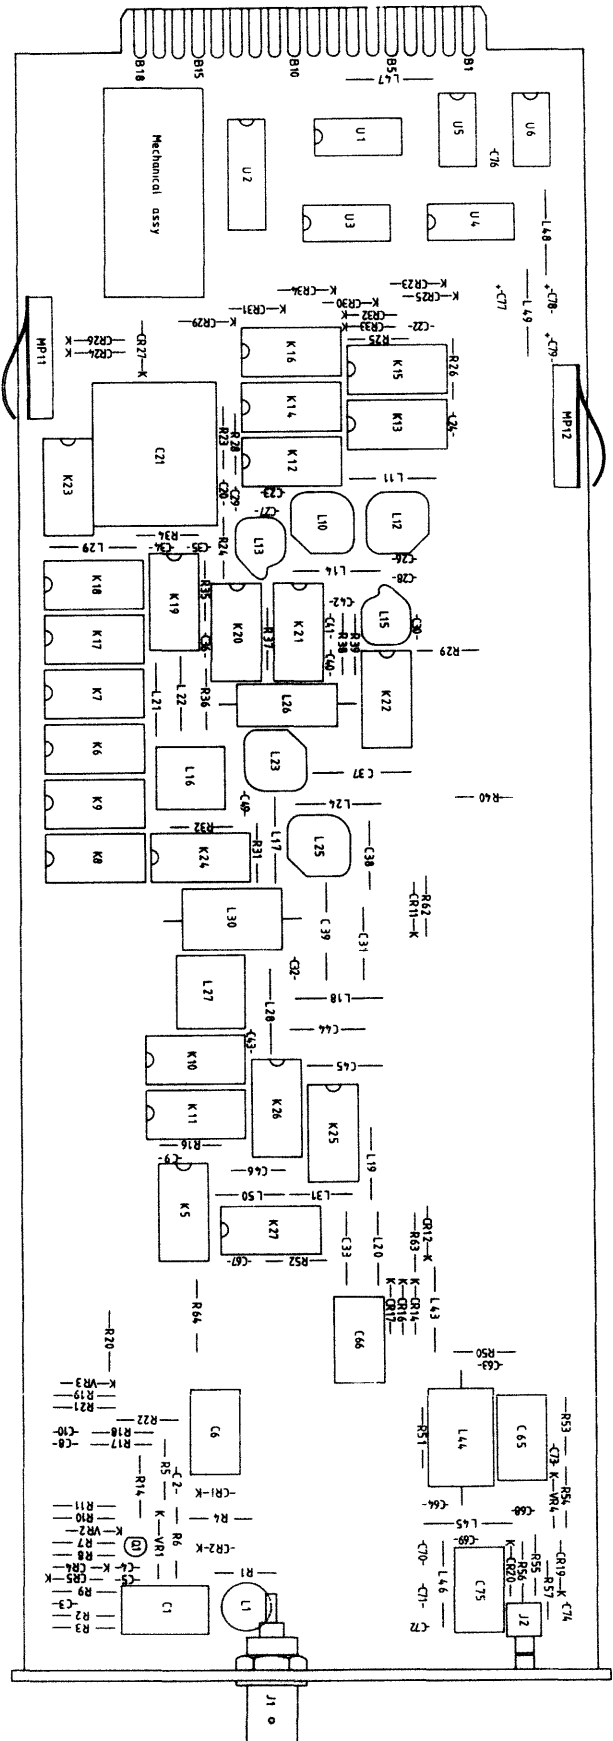 B18
B15
B10
B5
B1
L47
U1
U5
U6
Mechanical assy
U2
C76
U3
U4
L48
K—CR34
CR23—K
CR25—K
+-C77
L49
+-C78-
CR31—K
CR30—K
CR32
K
CR33
K
C22-
+-C79-
CR29—K
R25
MP11
K—CR26
K—CR24
CR27—K
K16
K15
R26
MP12
K14
K13
C24-
C21
R23
R28
K12
K23
L11
C20-
C29-
C23-
C27-
L10
L12
R34
L13
L29
C34-
C35-
R24
C26-
L14
C28-
K18
K19
R35
K20
K21
C42-
L15
C30-
K17
C36-
R37
C41-
R38
R39
R29
C40-
K7
L21
L22
R36
L26
K22
K6
L16
L23
C37
C49-
R40
K9
L24
R32
L17
L25
C38
K8
K24
R31
R62
CR11—K
L30
C39
C31
C32-
L27
L18
L28
C44
K10
C43-
C45
K26
K11
K25
R16
C9-
L19
C46
K5
L50
L31
K27
C33
L20
CR12—K
R63
C67-
R52
R64
L43
K—CR14
K—CR16
K—CR17
C66
R20
R50
C63-
K—VR3
R19
R21
R22
C6
R51
L44
C65
R53
C10-
C8-
R18
R17
R5
C2-
C73-
R14
CR1-K
K—VR4
R54
C64-
C68-
R11
R10
VR2—K
R4
L45
R7
R8
Q1
K—VR1
R6
CR2-K
C70-
C69-
K—CR20
R56
R55
CR19—K
CR4—K
C4-
CR5—K
C5-
R1
R9
C3-
R2
R3
C1
L1
L46
C71-
C75
R57
C74-
C72-
J2
J1